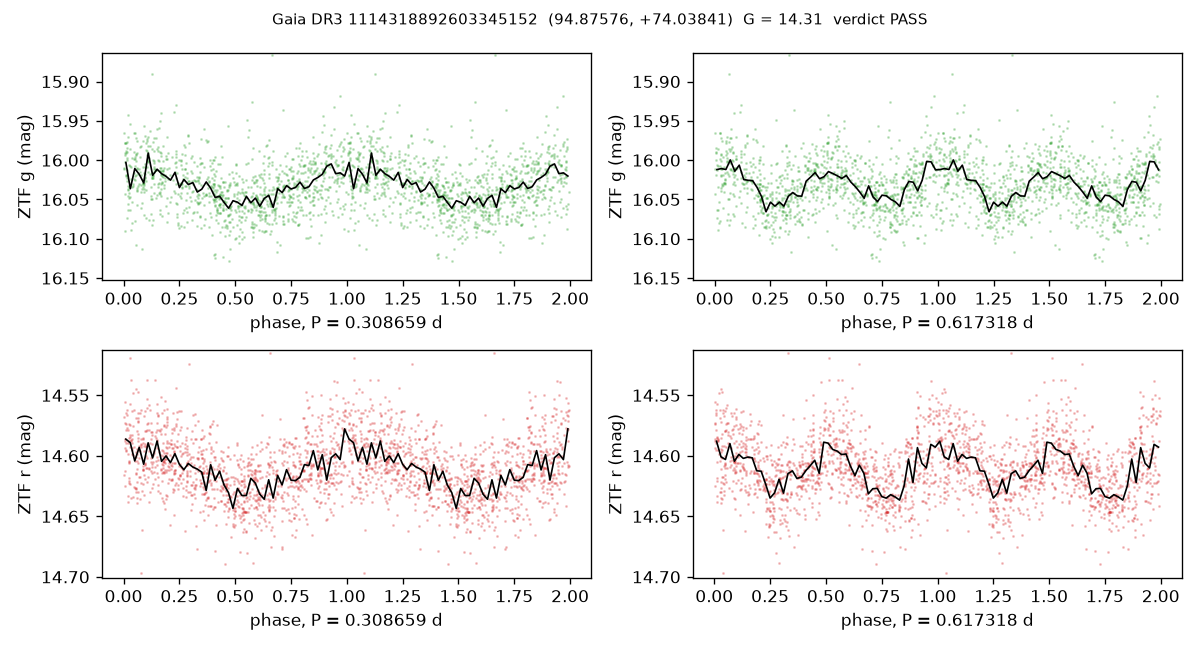 Gaia DR3 1114318892603345152  (94.87576, +74.03841)  G = 14.31  verdict PASS
ZTF g (mag)
15.90
15.95
16.00
16.05
16.10
16.15
0.00 0.25 0.50 0.75 1.00 1.25 1.50 1.75 2.00
phase, P = 0.308659 d
ZTF g (mag)
15.90
15.95
16.00
16.05
16.10
16.15
0.00 0.25 0.50 0.75 1.00 1.25 1.50 1.75 2.00
phase, P = 0.617318 d
ZTF r (mag)
14.55
14.60
14.65
14.70
0.00 0.25 0.50 0.75 1.00 1.25 1.50 1.75 2.00
phase, P = 0.308659 d
ZTF r (mag)
14.55
14.60
14.65
14.70
0.00 0.25 0.50 0.75 1.00 1.25 1.50 1.75 2.00
phase, P = 0.617318 d